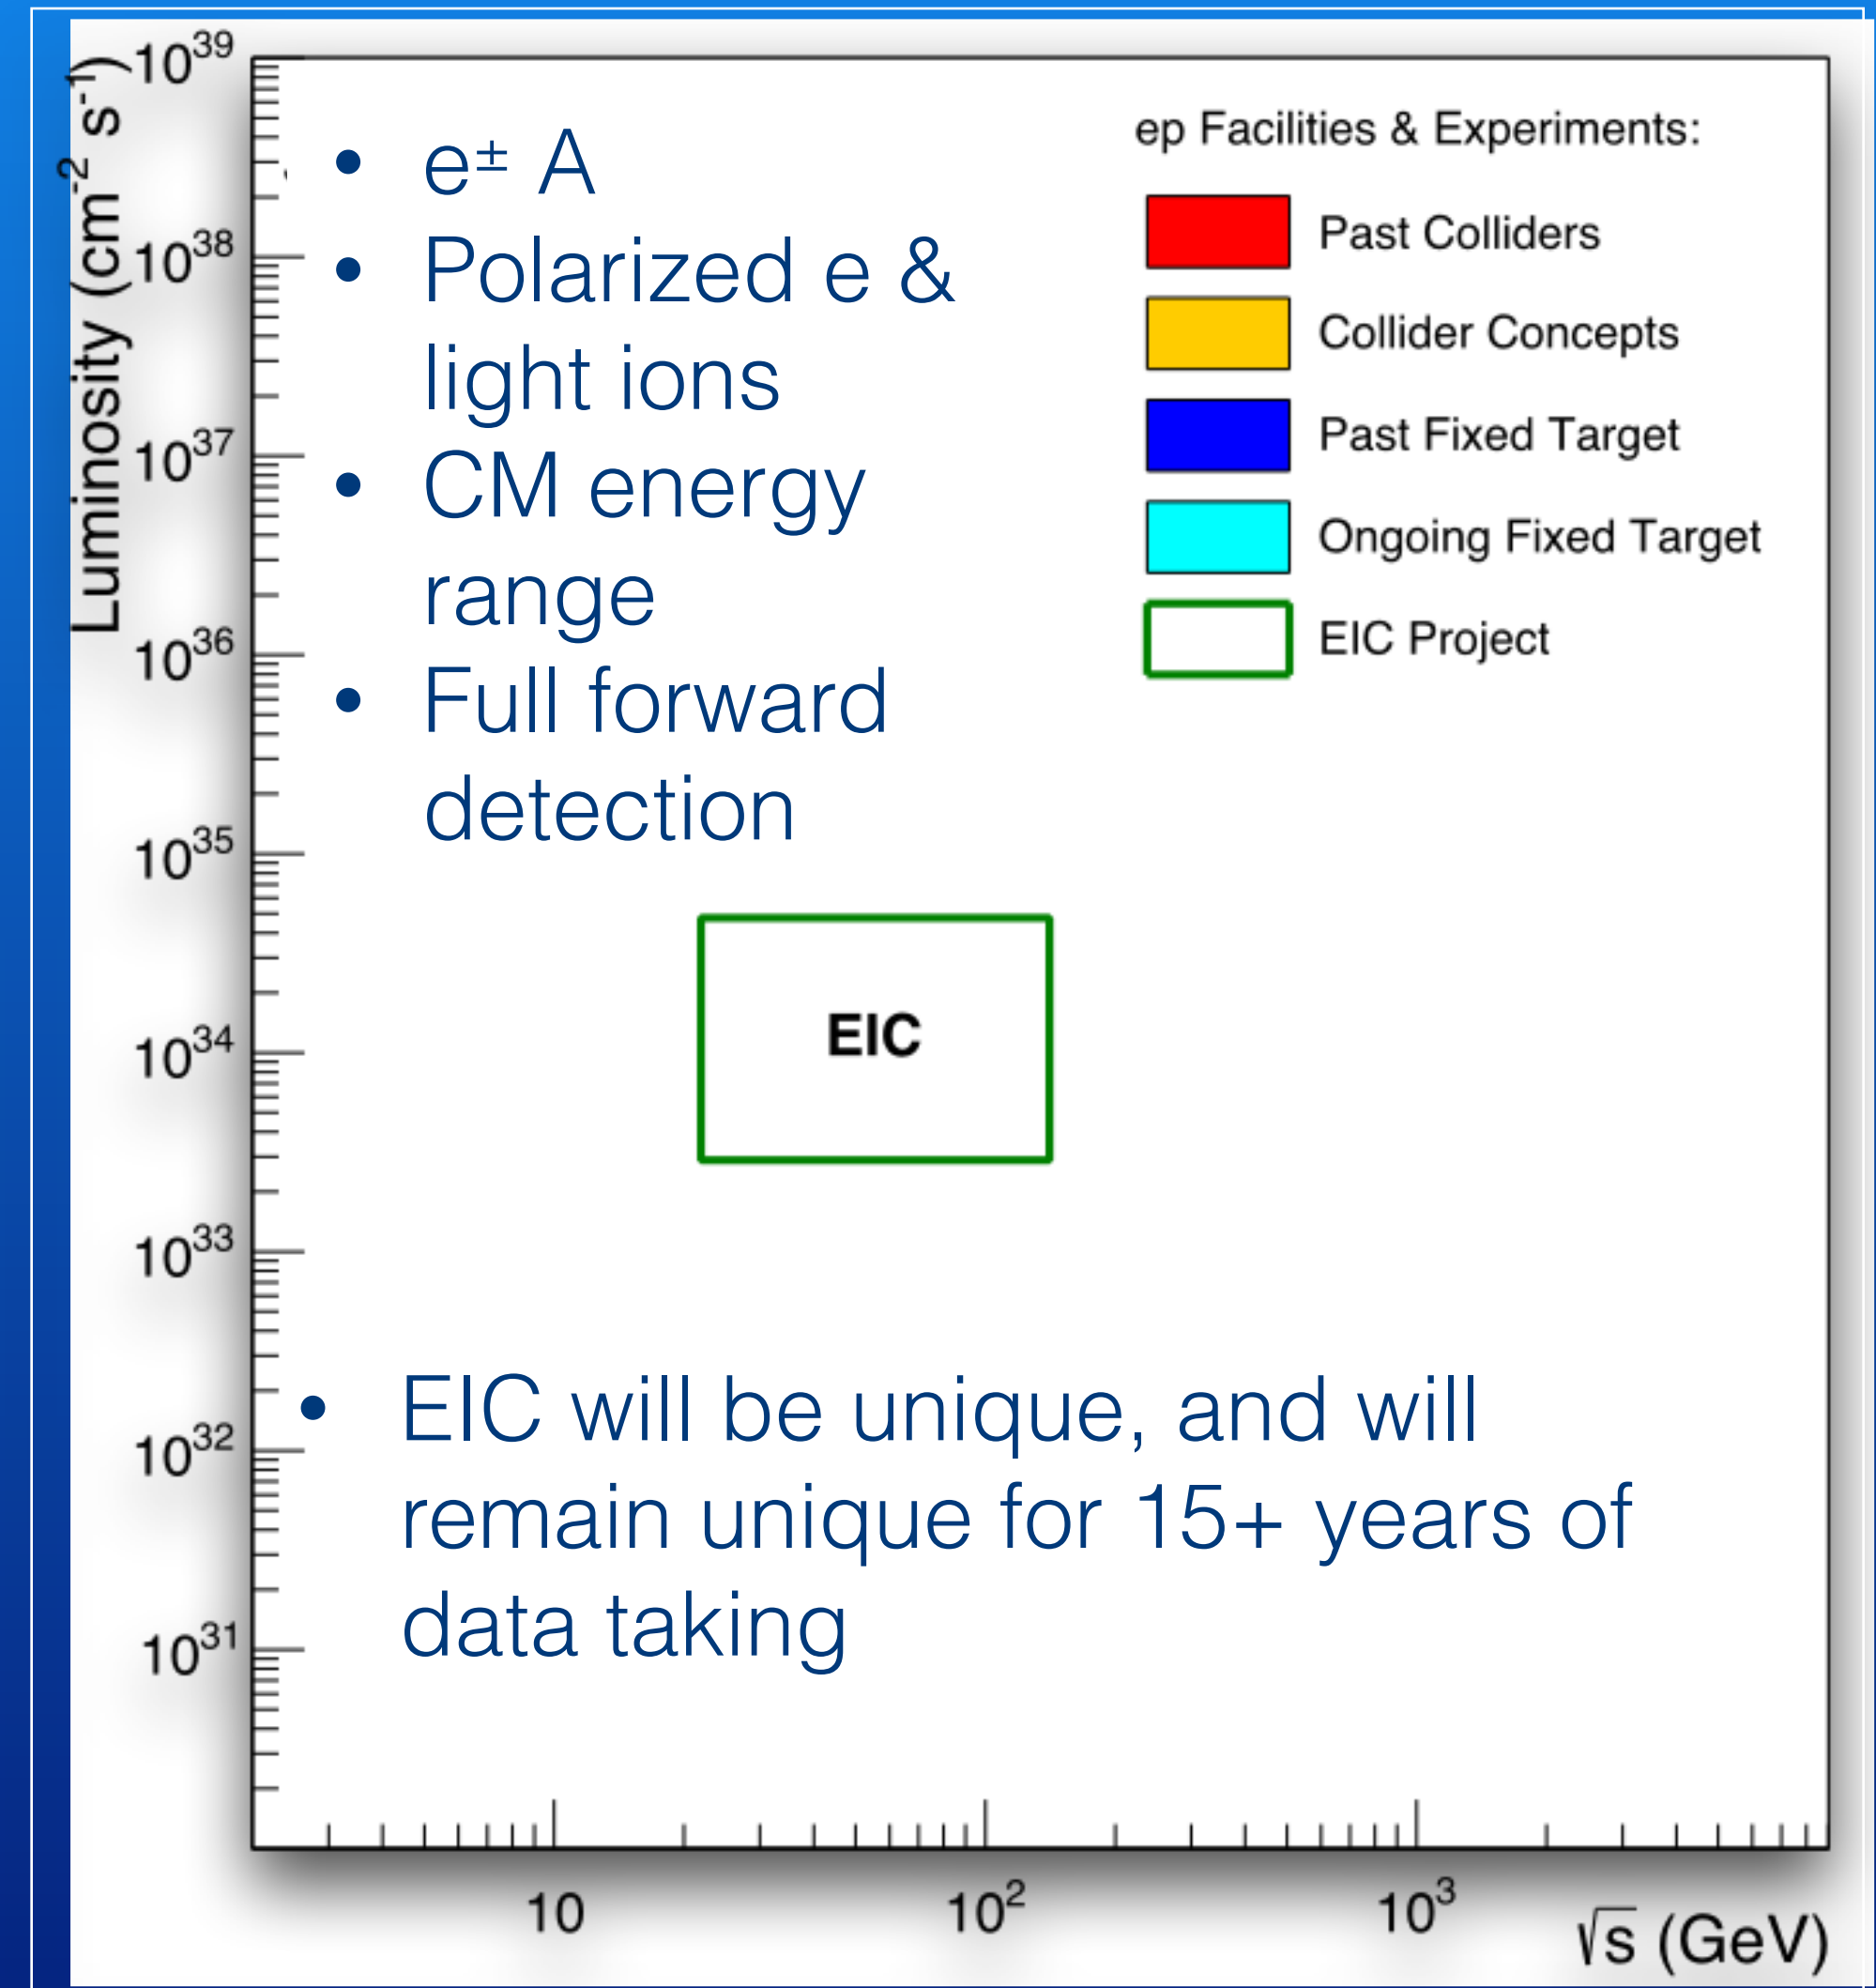 Luminosity (cm⁻² s⁻¹)
10³⁹
10³⁸
10³⁷
10³⁶
10³⁵
10³⁴
10³³
10³²
10³¹
• e± A
• Polarized e &
light ions
• CM energy
range
• Full forward
detection
ep Facilities & Experiments:
Past Colliders
Collider Concepts
Past Fixed Target
Ongoing Fixed Target
EIC Project
EIC
• EIC will be unique, and will
remain unique for 15+ years of
data taking
10 10² 10³
√s (GeV)